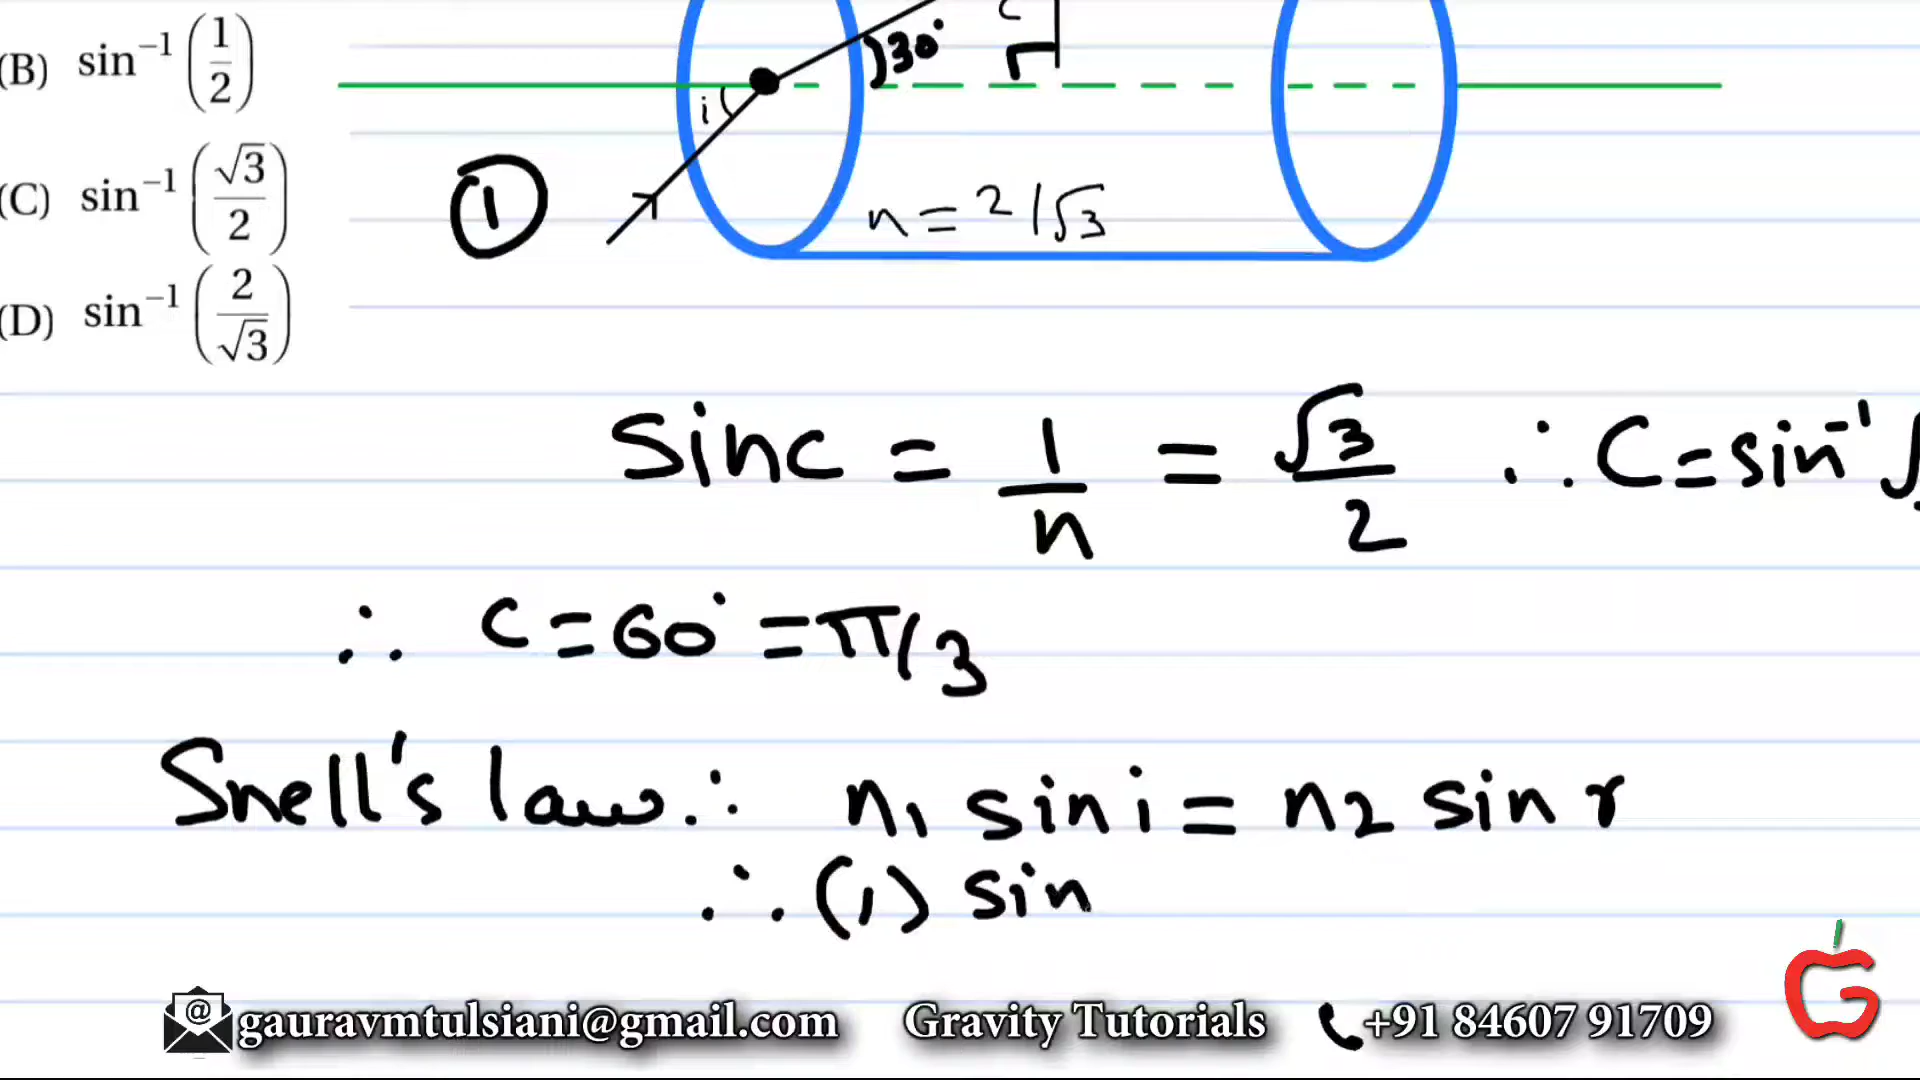 c
(B) sin⁻¹ (1/2)
30°
i
(C) sin⁻¹ (√3/2)
1
n = 2/√3
(D) sin⁻¹ (2/√3)
sinc = 1/n = √3/2 ∴ C = sin⁻¹ √
∴ c = 60° = π/3
Snell's law ∴ n₁ sin i = n₂ sin r
∴ (1) sin
@ gauravmtulsiani@gmail.com Gravity Tutorials +91 84607 91709
G